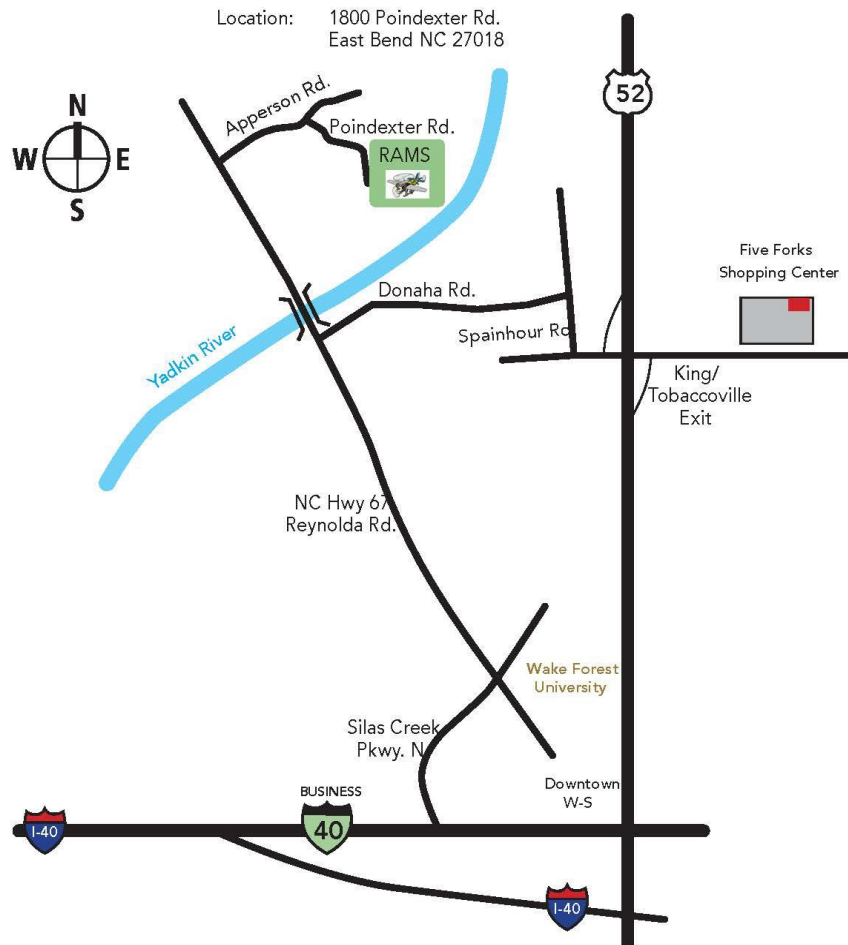 Location: 1800 Poindexter Rd.
East Bend NC 27018
52
N
W E
S
Apperson Rd.
Poindexter Rd.
RAMS
Five Forks
Shopping Center
Donaha Rd.
Spainhour Rd
Yadkin River
King/
Tobaccoville
Exit
NC Hwy 67
Reynolda Rd.
Wake Forest
University
Silas Creek
Pkwy. N
Downtown
W-S
BUSINESS
40
I-40
I-40